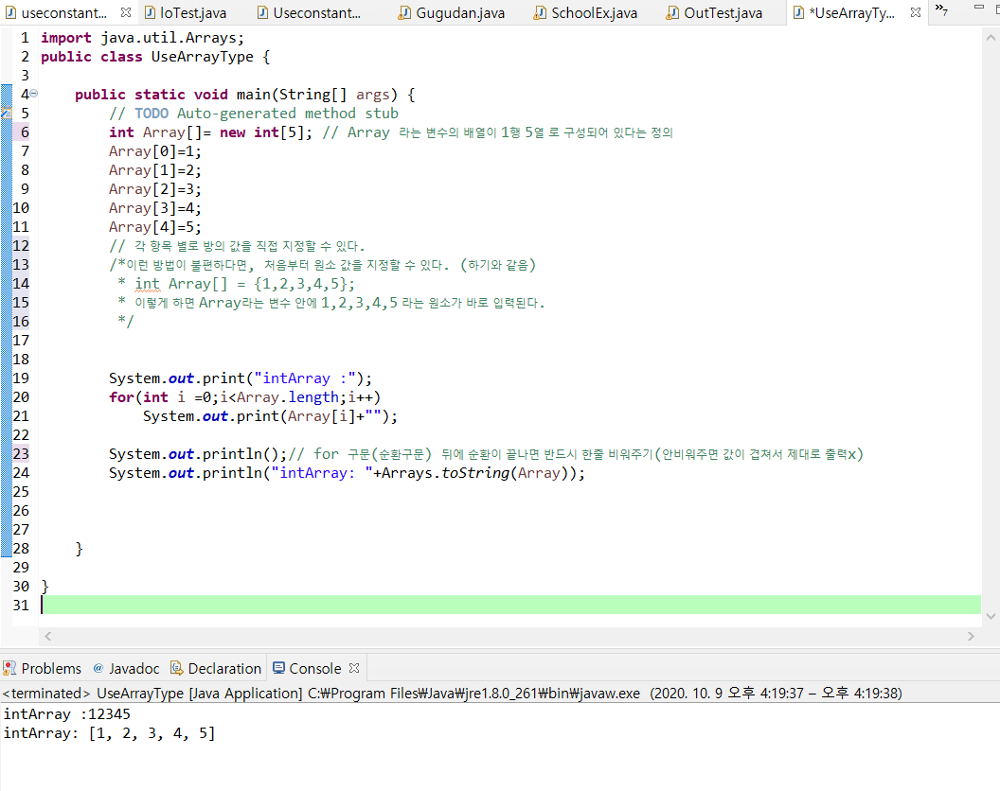 useconstant... IoTest.java Useconstant... Gugudan.java SchoolEx.java OutTest.java *UseArrayTy... »7
1 import java.util.Arrays;
2 public class UseArrayType {
3
4 public static void main(String[] args) {
5 // TODO Auto-generated method stub
6 int Array[]= new int[5]; // Array 라는 변수의 배열이 1행 5열 로 구성되어 있다는 정의
7 Array[0]=1;
8 Array[1]=2;
9 Array[2]=3;
10 Array[3]=4;
11 Array[4]=5;
12 // 각 항목 별로 방의 값을 직접 지정할 수 있다.
13 /*이런 방법이 불편하다면, 처음부터 원소 값을 지정할 수 있다. (하기와 같음)
14 * int Array[] = {1,2,3,4,5};
15 * 이렇게 하면 Array라는 변수 안에 1,2,3,4,5 라는 원소가 바로 입력된다.
16 */
17
18
19 System.out.print("intArray :");
20 for(int i =0;i<Array.length;i++)
21 System.out.print(Array[i]+"");
22
23 System.out.println();// for 구문(순환구문) 뒤에 순환이 끝나면 반드시 한줄 비워주기(안비워주면 값이 겹쳐서 제대로 출력x)
24 System.out.println("intArray: "+Arrays.toString(Array));
25
26
27
28 }
29
30 }
31
Problems @ Javadoc Declaration Console
<terminated> UseArrayType [Java Application] C:₩Program Files₩Java₩jre1.8.0_261₩bin₩javaw.exe (2020. 10. 9 오후 4:19:37 – 오후 4:19:38)
intArray :12345
intArray: [1, 2, 3, 4, 5]